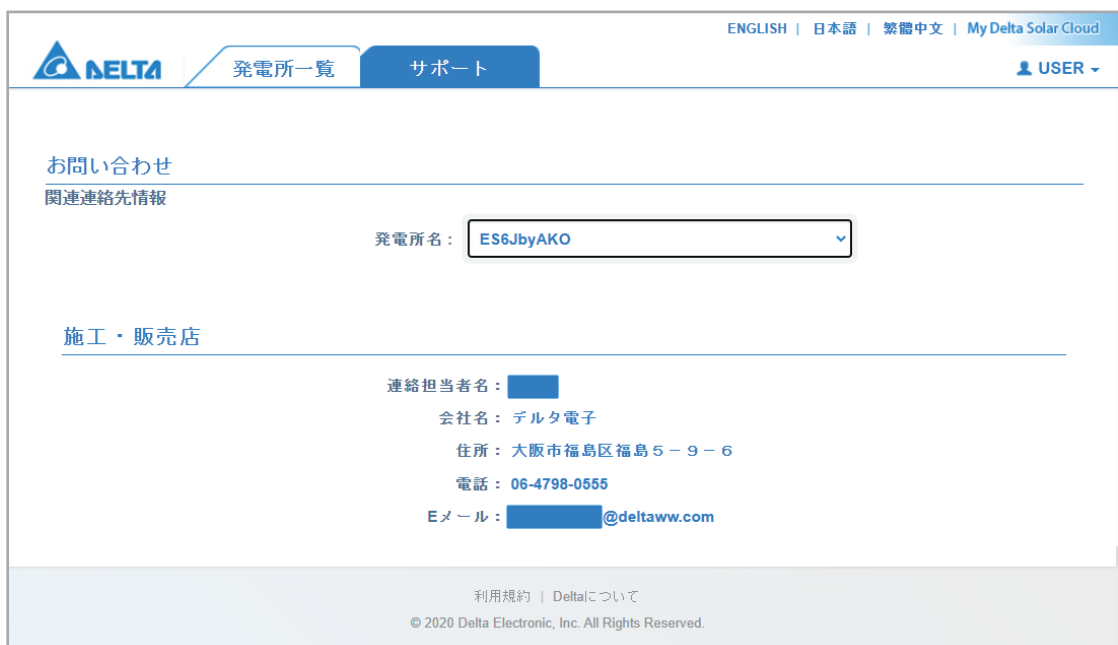 ENGLISH | 日本語 | 繁體中文 | My Delta Solar Cloud
DELTA 発電所一覧 サポート USER
お問い合わせ
関連連絡先情報
発電所名： ES6JbyAKO
施工・販売店
連絡担当者名：
会社名： デルタ電子
住所： 大阪市福島区福島５－９－６
電話： 06-4798-0555
Eメール： @deltaww.com
利用規約 | Deltaについて
© 2020 Delta Electronic, Inc. All Rights Reserved.